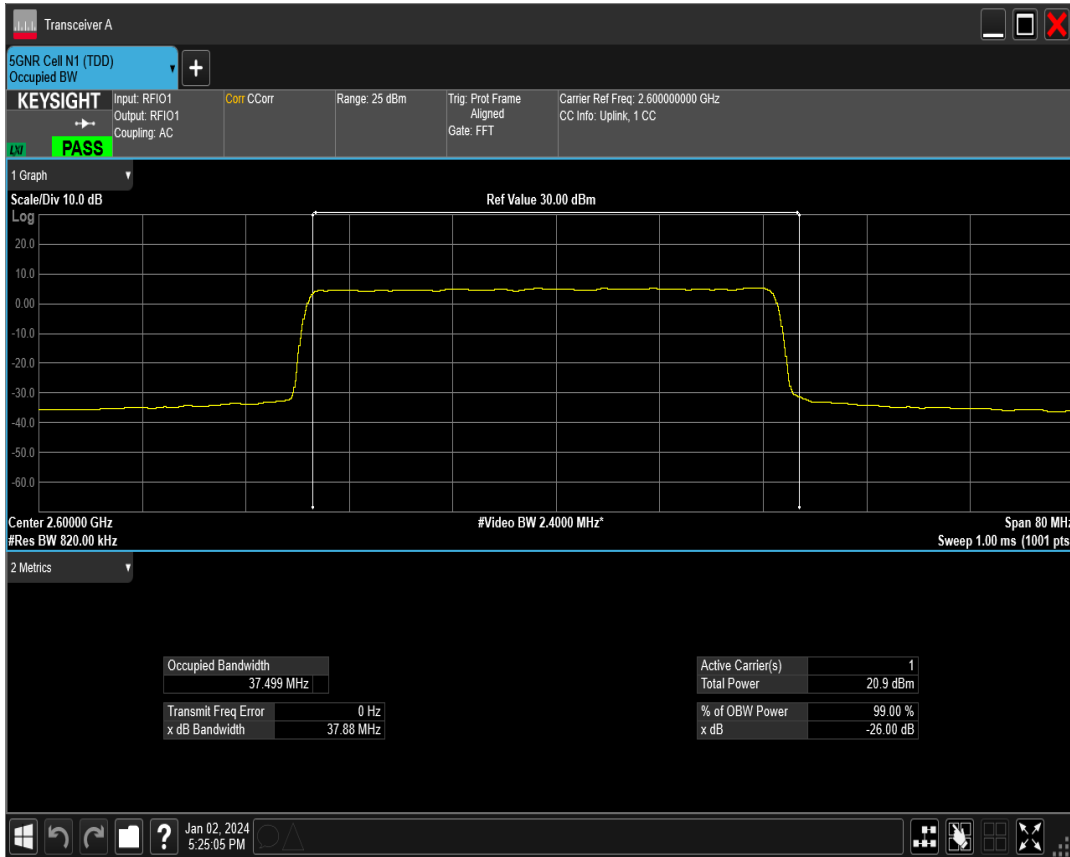 Transceiver A
5GNR Cell N1 (TDD)
Occupied BW
KEYSIGHT
LXI
PASS
Input: RFIO1
Output: RFIO1
Coupling: AC
Corr CCorr
Range: 25 dBm
Trig: Prot Frame
Aligned
Gate: FFT
Carrier Ref Freq: 2.600000000 GHz
CC Info: Uplink, 1 CC
1 Graph
Scale/Div 10.0 dB
Ref Value 30.00 dBm
Log
20.0
10.0
0.00
-10.0
-20.0
-30.0
-40.0
-50.0
-60.0
Center 2.60000 GHz
#Video BW 2.4000 MHz*
Span 80 MHz
#Res BW 820.00 kHz
Sweep 1.00 ms (1001 pts
2 Metrics
Occupied Bandwidth
37.499 MHz
Transmit Freq Error 0 Hz
x dB Bandwidth 37.88 MHz
Active Carrier(s) 1
Total Power 20.9 dBm
% of OBW Power 99.00 %
x dB -26.00 dB
?
Jan 02, 2024
5:25:05 PM